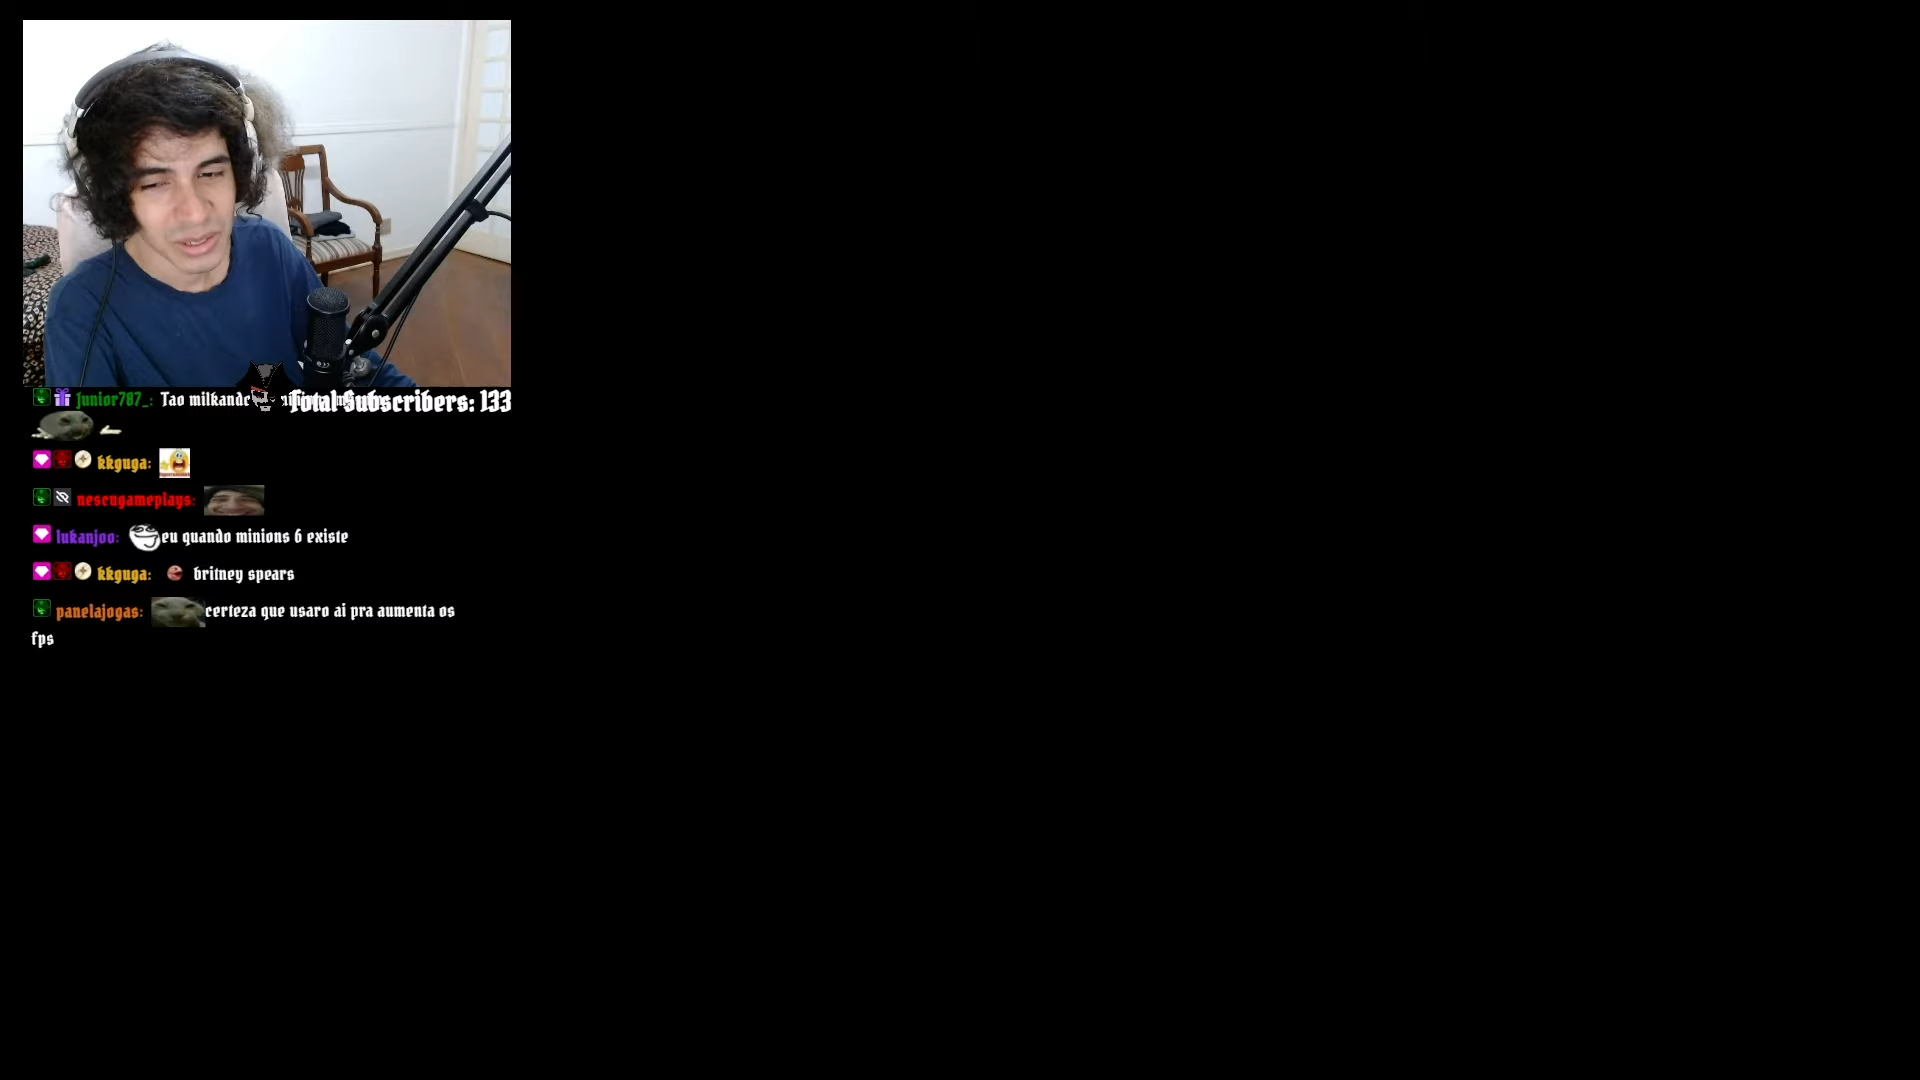 Junior787_: Tao milkando
Total Subscribers: 133
kkguga:
nescugameplays:
lukanjoo: eu quando minions 6 existe
kkguga: britney spears
panelajogas: certeza que usaro ai pra aumenta os
fps